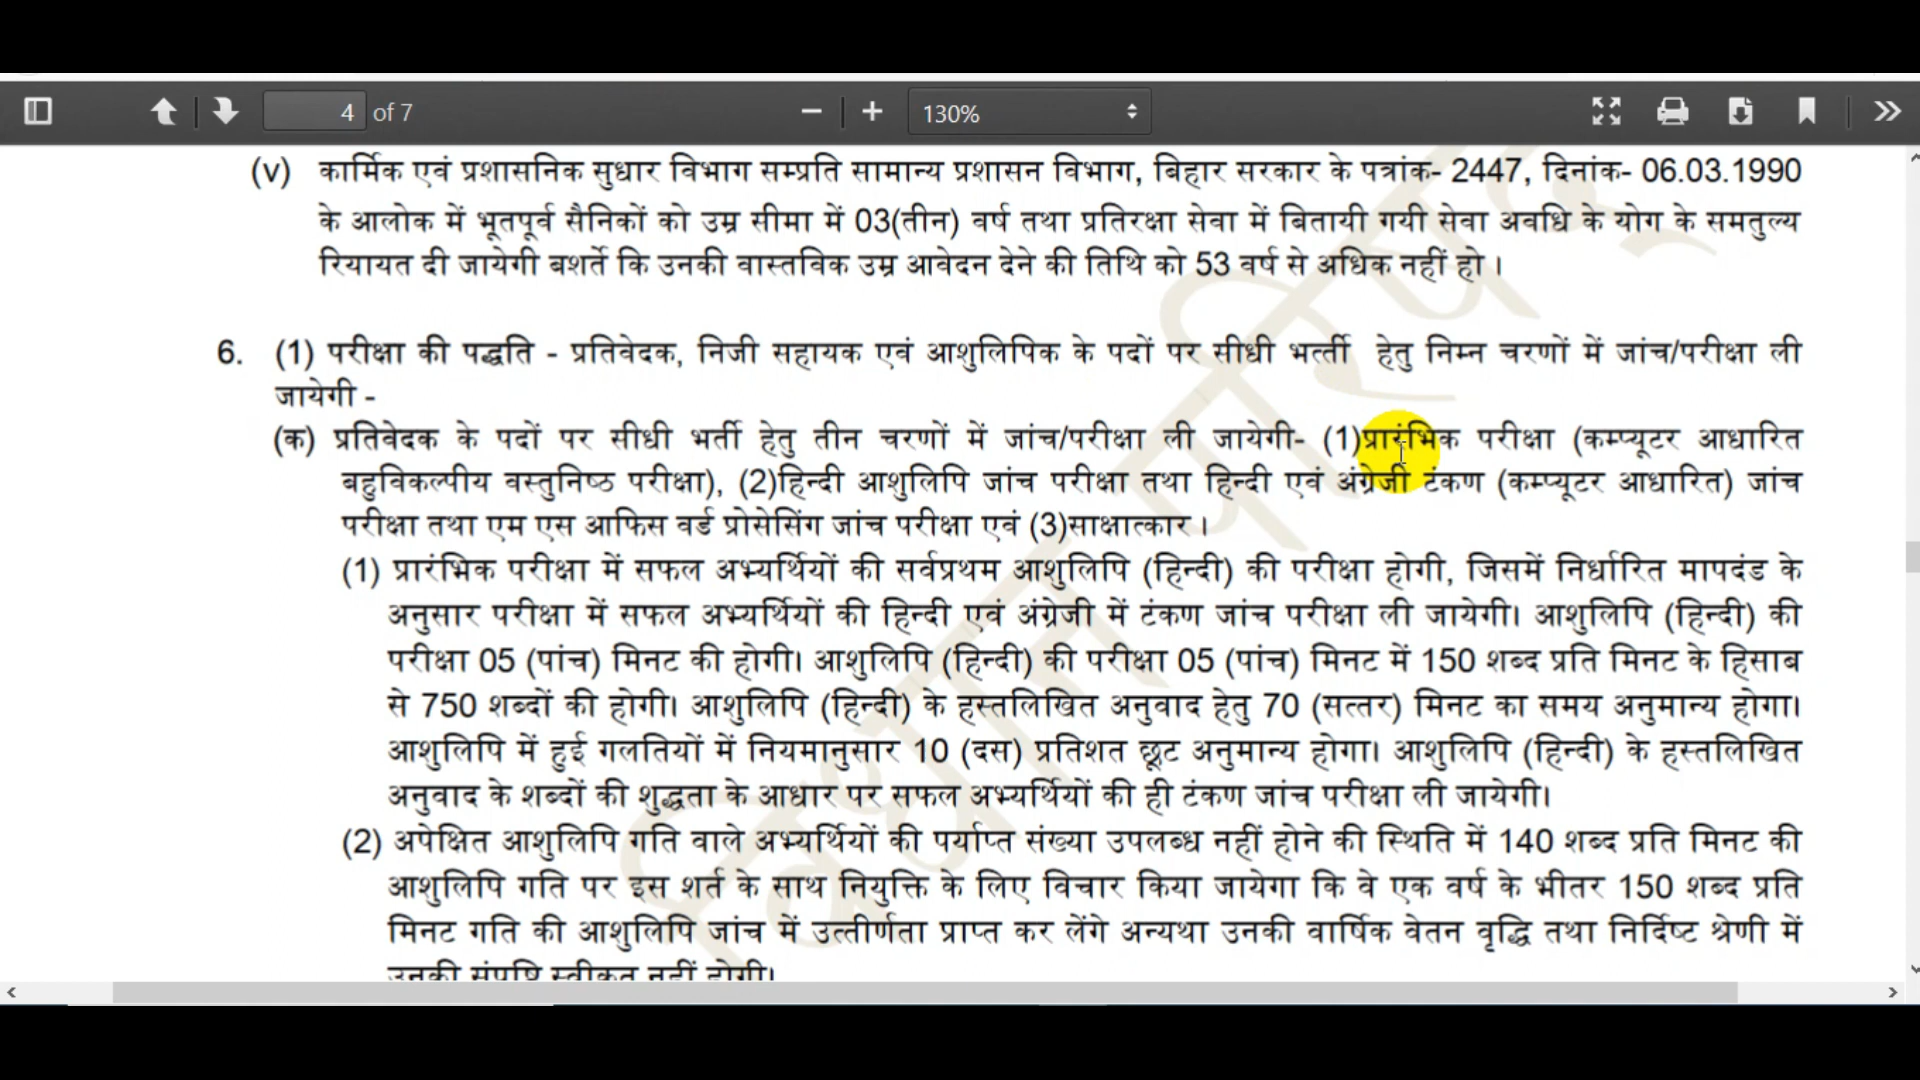 4 of 7
130%
(v) कार्मिक एवं प्रशासनिक सुधार विभाग सम्प्रति सामान्य प्रशासन विभाग, बिहार सरकार के पत्रांक- 2447, दिनांक- 06.03.1990
के आलोक में भूतपूर्व सैनिकों को उम्र सीमा में 03(तीन) वर्ष तथा प्रतिरक्षा सेवा में बितायी गयी सेवा अवधि के योग के समतुल्य
रियायत दी जायेगी बशर्ते कि उनकी वास्तविक उम्र आवेदन देने की तिथि को 53 वर्ष से अधिक नहीं हो।
6. (1) परीक्षा की पद्धति - प्रतिवेदक, निजी सहायक एवं आशुलिपिक के पदों पर सीधी भर्त्ती हेतु निम्न चरणों में जांच/परीक्षा ली
जायेगी -
(क) प्रतिवेदक के पदों पर सीधी भर्ती हेतु तीन चरणों में जांच/परीक्षा ली जायेगी- (1)प्रारंभिक परीक्षा (कम्प्यूटर आधारित
बहुविकल्पीय वस्तुनिष्ठ परीक्षा), (2)हिन्दी आशुलिपि जांच परीक्षा तथा हिन्दी एवं अंग्रेजी टंकण (कम्प्यूटर आधारित) जांच
परीक्षा तथा एम एस आफिस वर्ड प्रोसेसिंग जांच परीक्षा एवं (3)साक्षात्कार।
(1) प्रारंभिक परीक्षा में सफल अभ्यर्थियों की सर्वप्रथम आशुलिपि (हिन्दी) की परीक्षा होगी, जिसमें निर्धारित मापदंड के
अनुसार परीक्षा में सफल अभ्यर्थियों की हिन्दी एवं अंग्रेजी में टंकण जांच परीक्षा ली जायेगी। आशुलिपि (हिन्दी) की
परीक्षा 05 (पांच) मिनट की होगी। आशुलिपि (हिन्दी) की परीक्षा 05 (पांच) मिनट में 150 शब्द प्रति मिनट के हिसाब
से 750 शब्दों की होगी। आशुलिपि (हिन्दी) के हस्तलिखित अनुवाद हेतु 70 (सत्तर) मिनट का समय अनुमान्य होगा।
आशुलिपि में हुई गलतियों में नियमानुसार 10 (दस) प्रतिशत छूट अनुमान्य होगा। आशुलिपि (हिन्दी) के हस्तलिखित
अनुवाद के शब्दों की शुद्धता के आधार पर सफल अभ्यर्थियों की ही टंकण जांच परीक्षा ली जायेगी।
(2) अपेक्षित आशुलिपि गति वाले अभ्यर्थियों की पर्याप्त संख्या उपलब्ध नहीं होने की स्थिति में 140 शब्द प्रति मिनट की
आशुलिपि गति पर इस शर्त के साथ नियुक्ति के लिए विचार किया जायेगा कि वे एक वर्ष के भीतर 150 शब्द प्रति
मिनट गति की आशुलिपि जांच में उत्तीर्णता प्राप्त कर लेंगे अन्यथा उनकी वार्षिक वेतन वृद्धि तथा निर्दिष्ट श्रेणी में
उनकी संपुष्टि स्वीकृत नहीं होगी।
विधान परिषद्